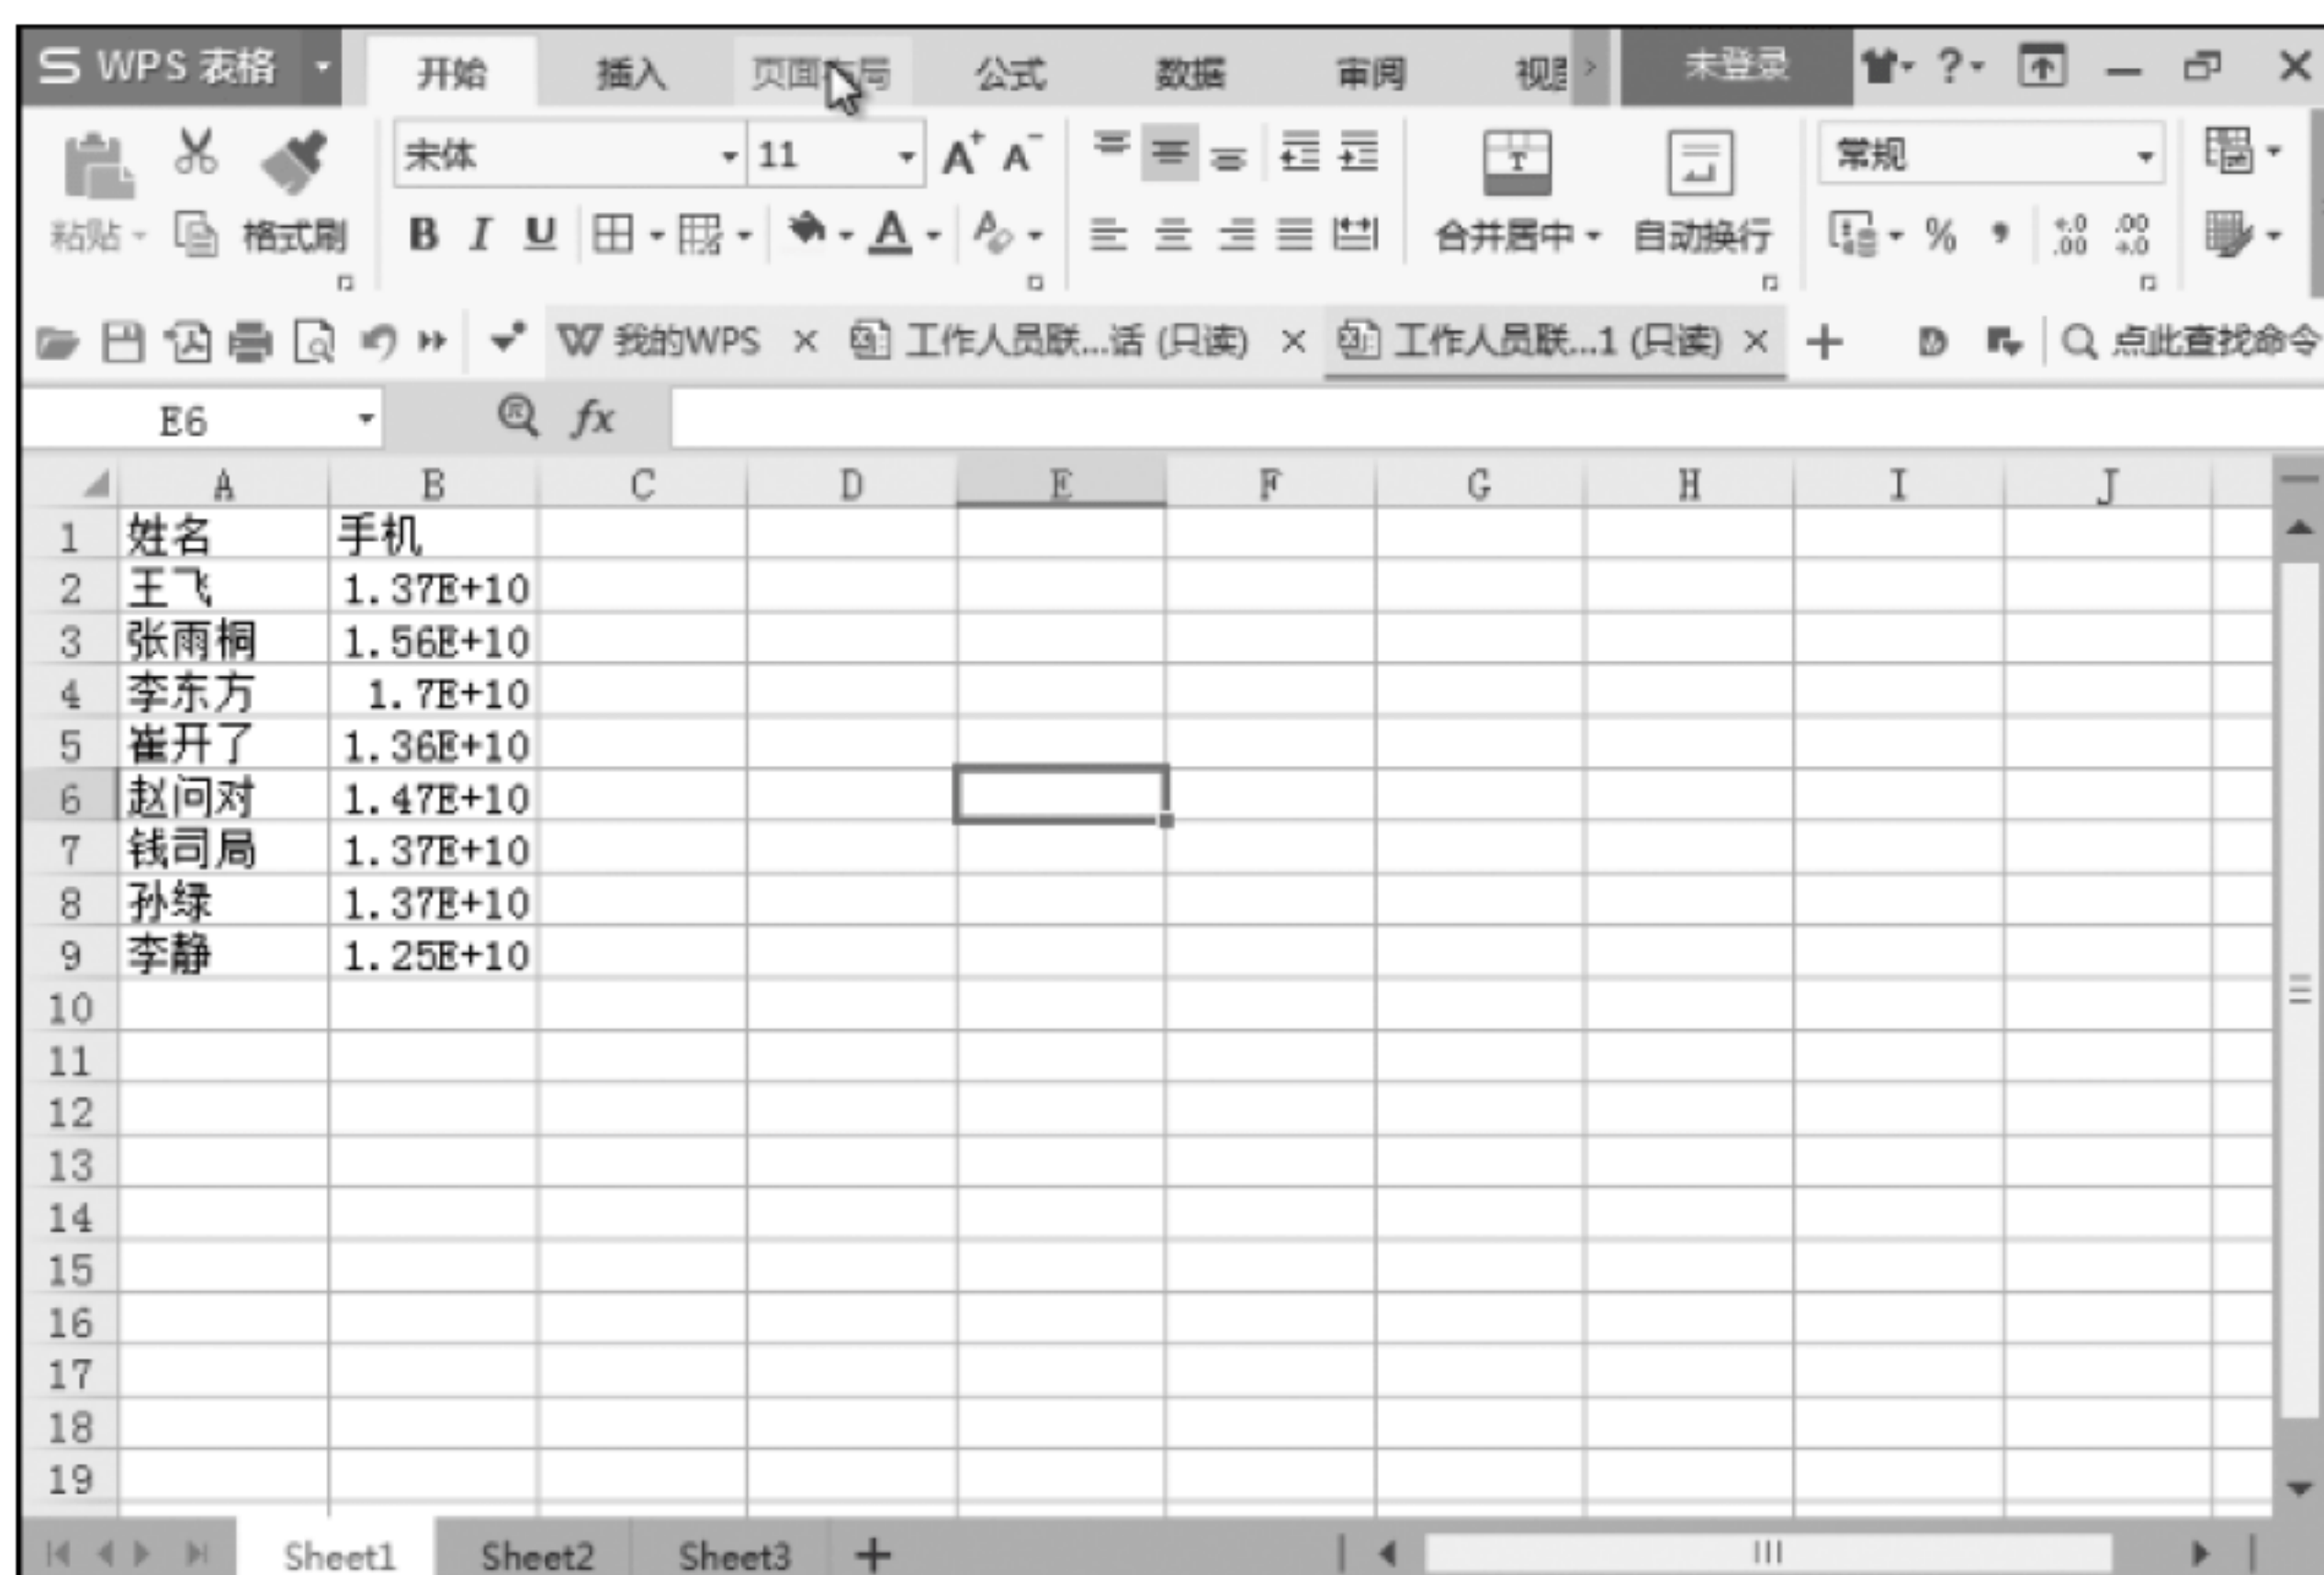 S WPS 表格 开始 插入 页面布局 公式 数据 审阅 视图 未登录 ?
宋体 11 A+ A- 常规
粘贴 格式刷 B I U A 合并居中 自动换行 %
我的WPS 工作人员联...话 (只读) 工作人员联...1 (只读) 点此查找命令
E6 fx
A B C D E F G H I J
1 姓名 手机
2 王飞 1.37E+10
3 张雨桐 1.56E+10
4 李东方 1.7E+10
5 崔开了 1.36E+10
6 赵问对 1.47E+10
7 钱司局 1.37E+10
8 孙绿 1.37E+10
9 李静 1.25E+10
10
11
12
13
14
15
16
17
18
19
Sheet1 Sheet2 Sheet3